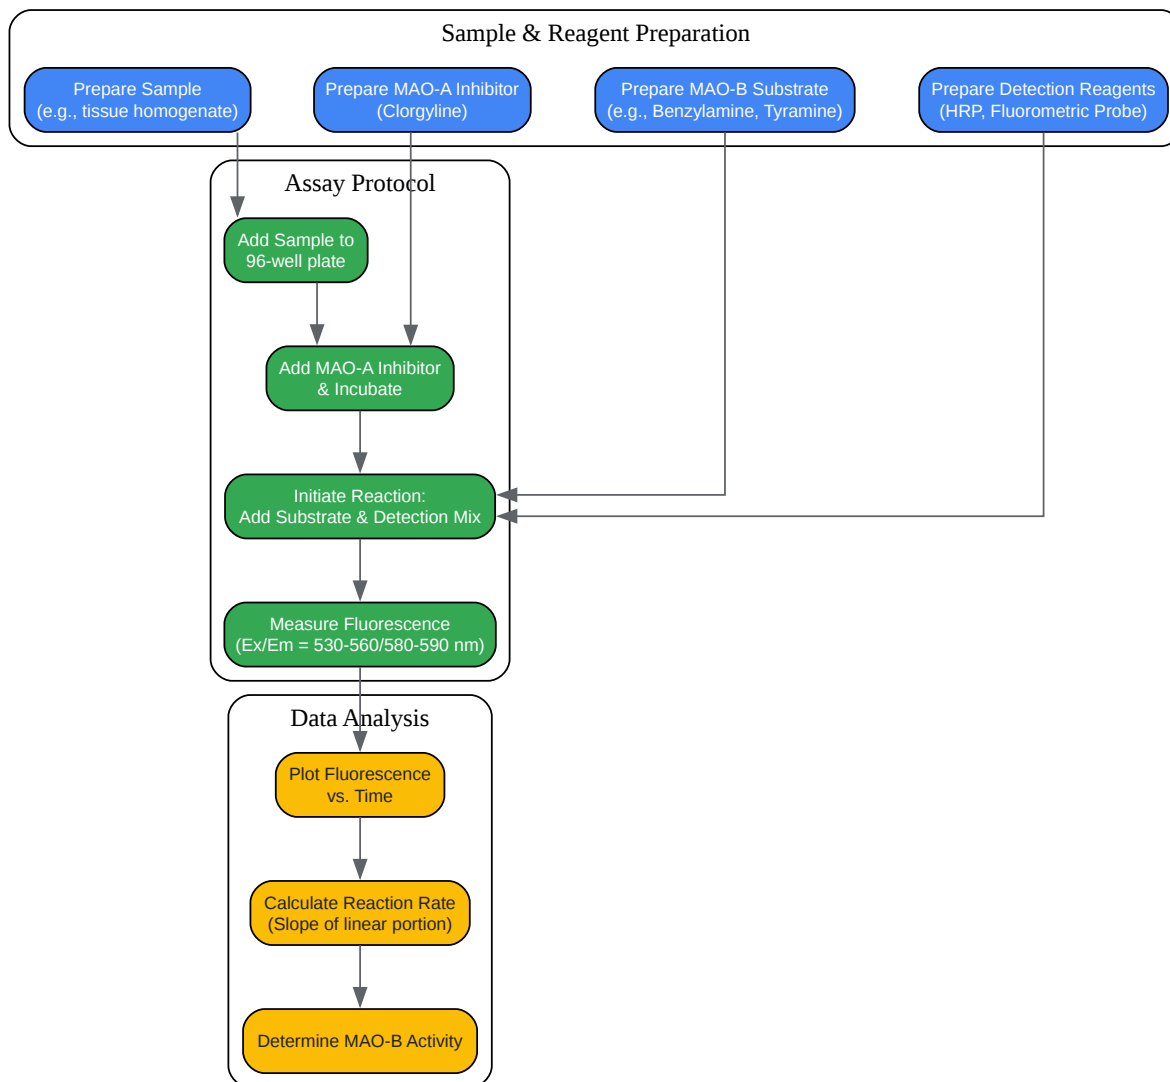 Sample & Reagent Preparation
Prepare Sample
(e.g., tissue homogenate)
Prepare MAO-A Inhibitor
(Clorgyline)
Prepare MAO-B Substrate
(e.g., Benzylamine, Tyramine)
Prepare Detection Reagents
(HRP, Fluorometric Probe)
Assay Protocol
Add Sample to
96-well plate
Add MAO-A Inhibitor
& Incubate
Initiate Reaction:
Add Substrate & Detection Mix
Measure Fluorescence
(Ex/Em = 530-560/580-590 nm)
Data Analysis
Plot Fluorescence
vs. Time
Calculate Reaction Rate
(Slope of linear portion)
Determine MAO-B Activity